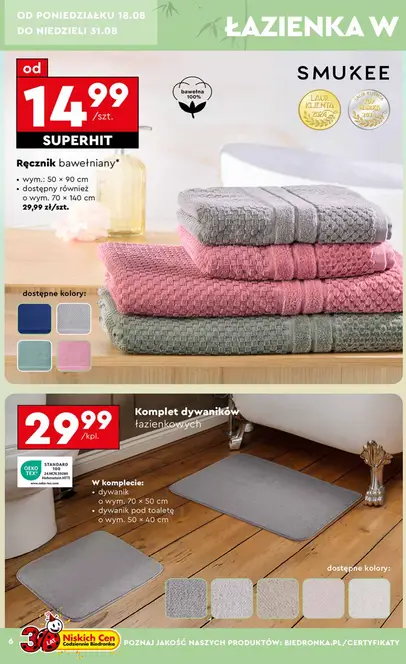 OD PONIEDZIAŁKU 18.08
DO NIEDZIELI 31.08
ŁAZIENKA W
od
14.99
/szt.
SUPERHIT
Ręcznik bawełniany*
• wym.: 50 × 90 cm
• dostępny również
o wym. 70 × 140 cm
29,99 zł/szt.
bawełna
100%
SMUKEE
LAUR
KLIENTA
2024
dostępne kolory:
29.99
/kpl.
Komplet dywaników
łazienkowych
OEKO
TEX®
STANDARD
100
W komplecie:
• dywanik
o wym. 70 × 50 cm
• dywanik pod toaletę
o wym. 50 × 40 cm
dostępne kolory:
6
30 LAT
Niskich Cen
Codziennie Biedronka
POZNAJ JAKOŚĆ NASZYCH PRODUKTÓW: BIEDRONKA.PL/CERTYFIKATY